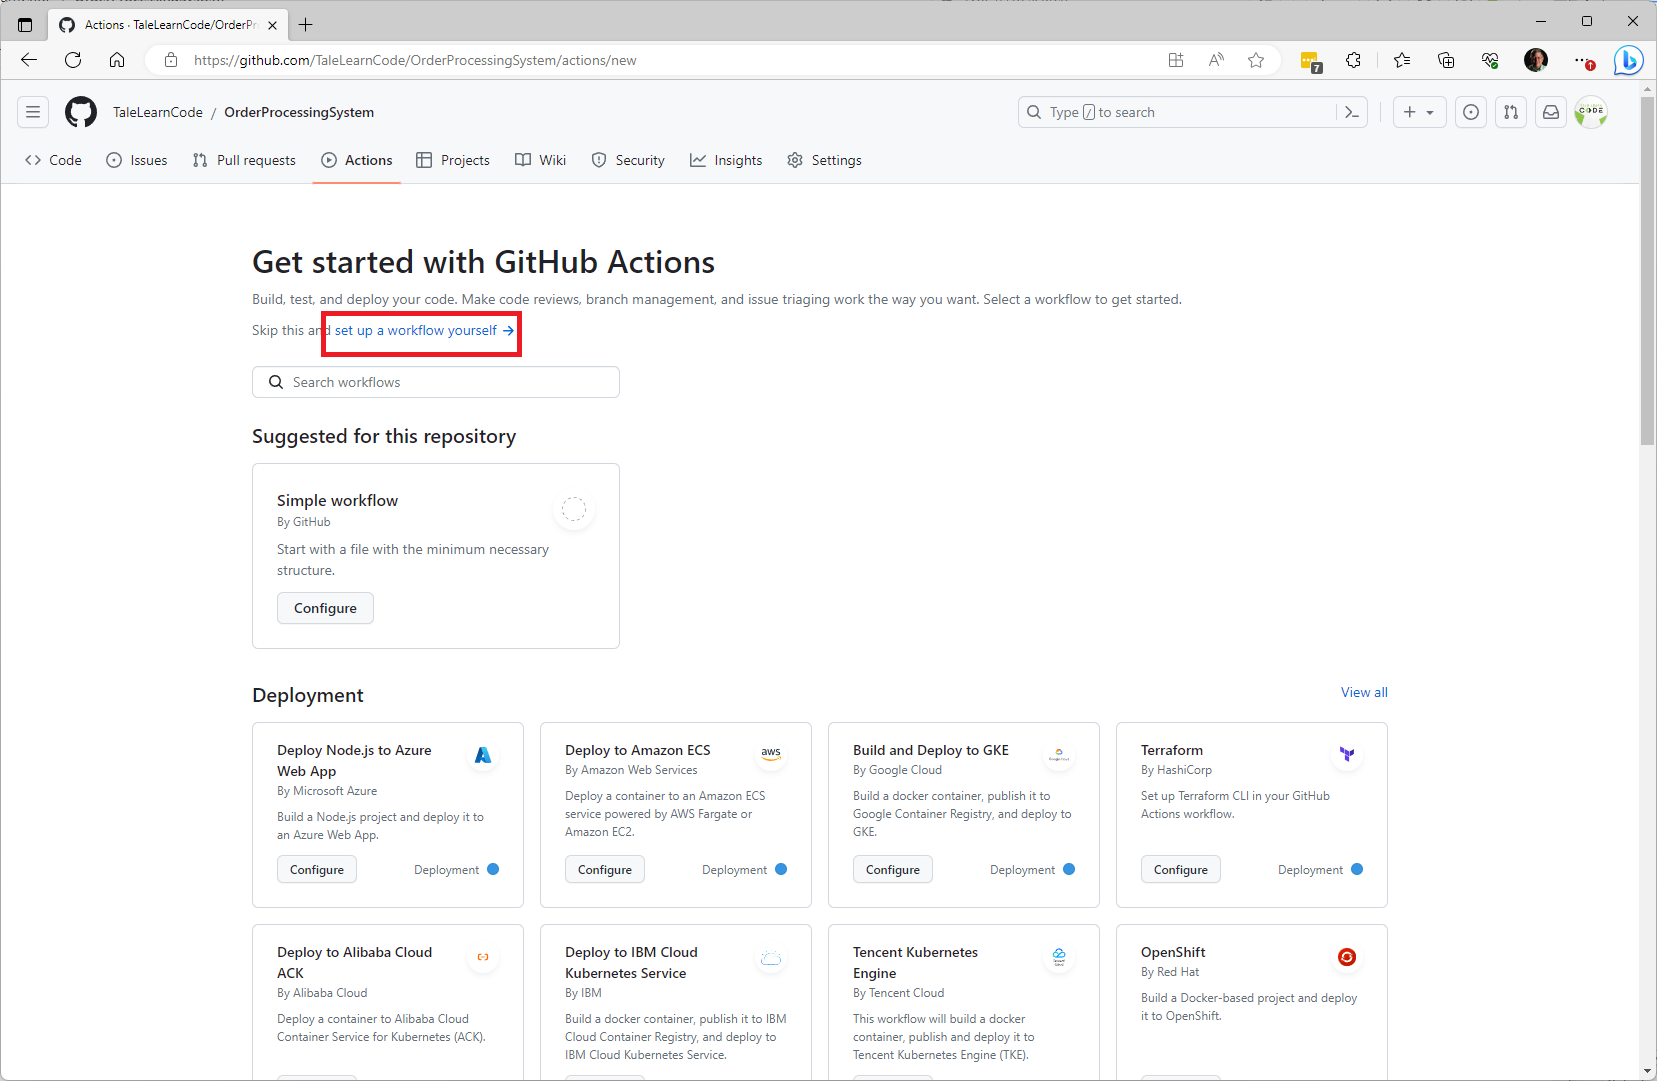 Actions · TaleLearnCode/OrderPr
https://github.com/TaleLearnCode/OrderProcessingSystem/actions/new
7
TaleLearnCode / OrderProcessingSystem
Type / to search
CODE
Code
Issues
Pull requests
Actions
Projects
Wiki
Security
Insights
Settings
Get started with GitHub Actions
Build, test, and deploy your code. Make code reviews, branch management, and issue triaging work the way you want. Select a workflow to get started.
Skip this and set up a workflow yourself →
Search workflows
Suggested for this repository
Simple workflow
By GitHub
Start with a file with the minimum necessary
structure.
Configure
Deployment
View all
Deploy Node.js to Azure
Web App
By Microsoft Azure
Build a Node.js project and deploy it to
an Azure Web App.
Configure
Deployment
Deploy to Amazon ECS
aws
By Amazon Web Services
Deploy a container to an Amazon ECS
service powered by AWS Fargate or
Amazon EC2.
Configure
Deployment
Build and Deploy to GKE
By Google Cloud
Build a docker container, publish it to
Google Container Registry, and deploy to
GKE.
Configure
Deployment
Terraform
By HashiCorp
Set up Terraform CLI in your GitHub
Actions workflow.
Configure
Deployment
Deploy to Alibaba Cloud
ACK
By Alibaba Cloud
Deploy a container to Alibaba Cloud
Container Service for Kubernetes (ACK).
Deploy to IBM Cloud
Kubernetes Service
By IBM
Build a docker container, publish it to IBM
Cloud Container Registry, and deploy to
IBM Cloud Kubernetes Service.
Tencent Kubernetes
Engine
By Tencent Cloud
This workflow will build a docker
container, publish and deploy it to
Tencent Kubernetes Engine (TKE).
OpenShift
By Red Hat
Build a Docker-based project and deploy
it to OpenShift.